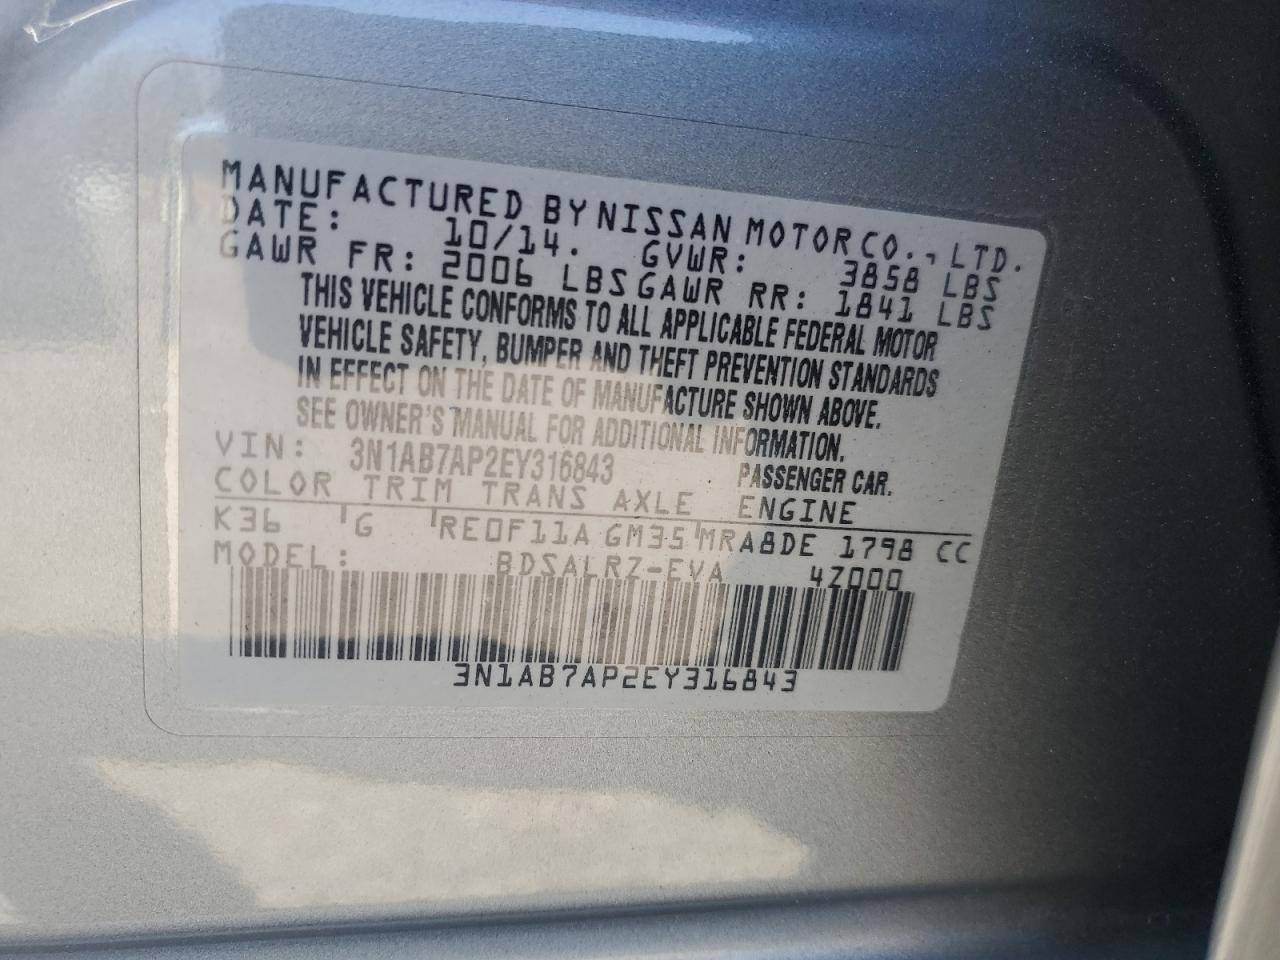 MANUFACTURED BY NISSAN MOTOR CO., LTD.
DATE: 10/14. GVWR: 3858 LBS
GAWR FR: 2006 LBS GAWR RR: 1841 LBS
THIS VEHICLE CONFORMS TO ALL APPLICABLE FEDERAL MOTOR
VEHICLE SAFETY, BUMPER AND THEFT PREVENTION STANDARDS
IN EFFECT ON THE DATE OF MANUFACTURE SHOWN ABOVE.
SEE OWNER'S MANUAL FOR ADDITIONAL INFORMATION.
VIN: 3N1AB7AP2EY316843 PASSENGER CAR.
COLOR TRIM TRANS AXLE ENGINE
K36 G RE0F11A GM35 MRA8DE 1798 CC
MODEL: BDSALRZ-EVA 4Z000
3N1AB7AP2EY316843